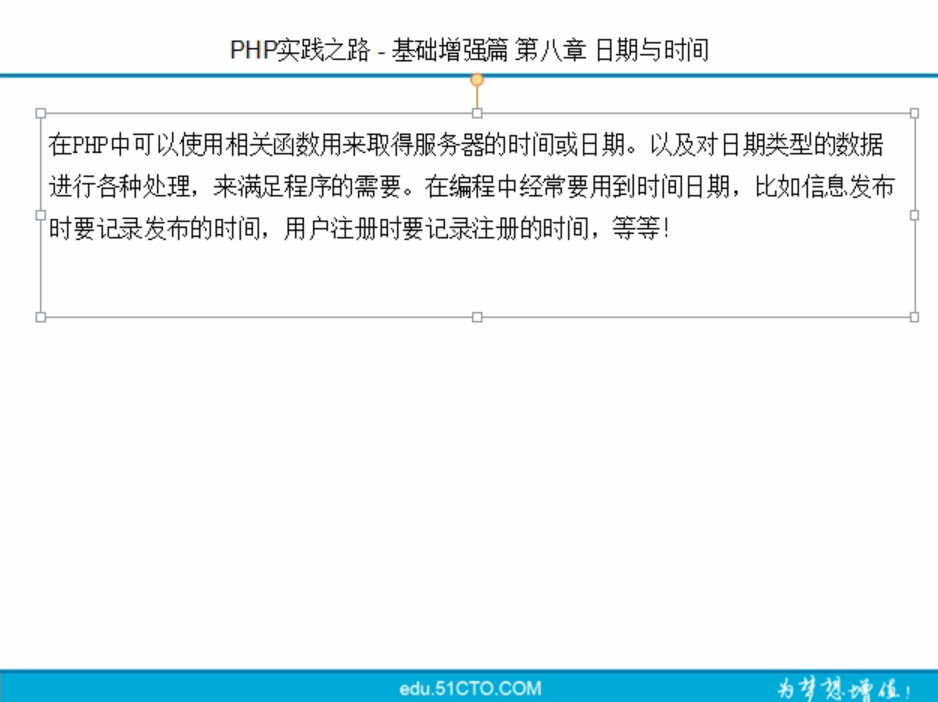 PHP实践之路 - 基础增强篇 第八章 日期与时间
在PHP中可以使用相关函数用来取得服务器的时间或日期。以及对日期类型的数据
进行各种处理，来满足程序的需要。在编程中经常要用到时间日期，比如信息发布
时要记录发布的时间，用户注册时要记录注册的时间，等等！
edu.51CTO.COM
为梦想增值！